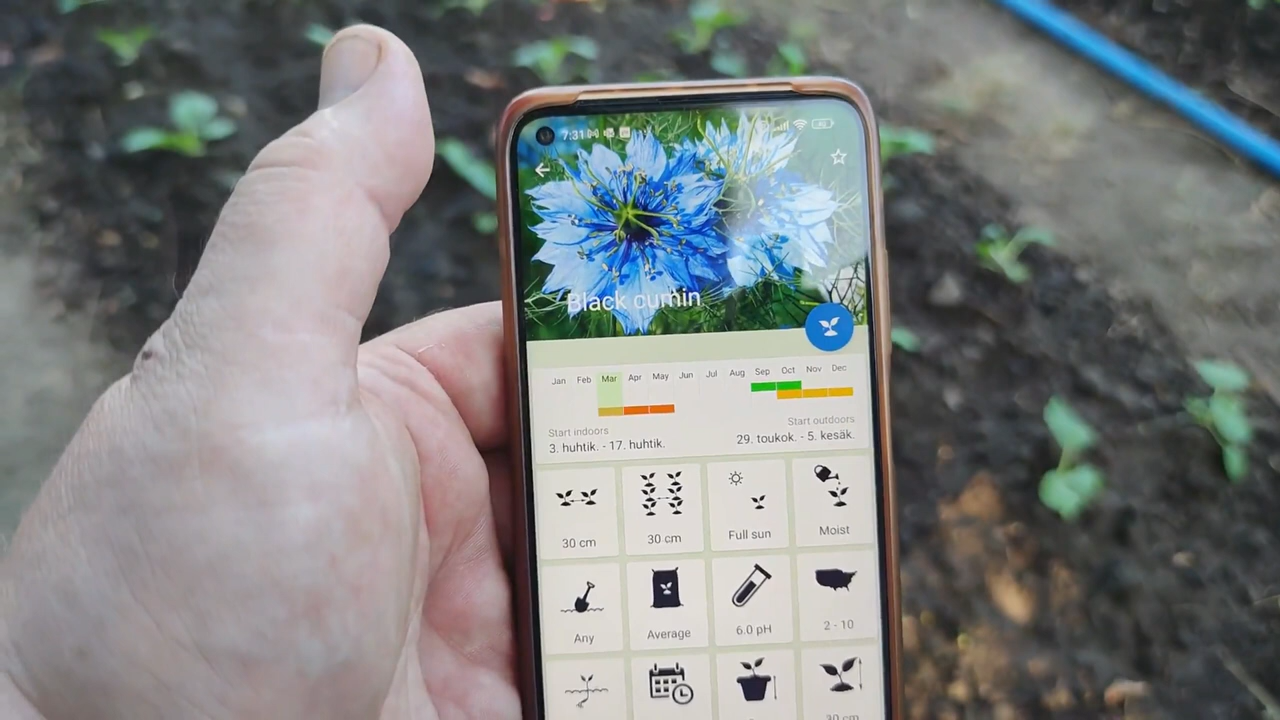 7:31
Black cumin
Jan Feb Mar Apr May Jun Jul Aug Sep Oct Nov Dec
Start indoors
3. huhtik. - 17. huhtik.
Start outdoors
29. toukok. - 5. kesäk.
30 cm
30 cm
Full sun
Moist
Any
Average
6.0 pH
2 - 10
30 cm